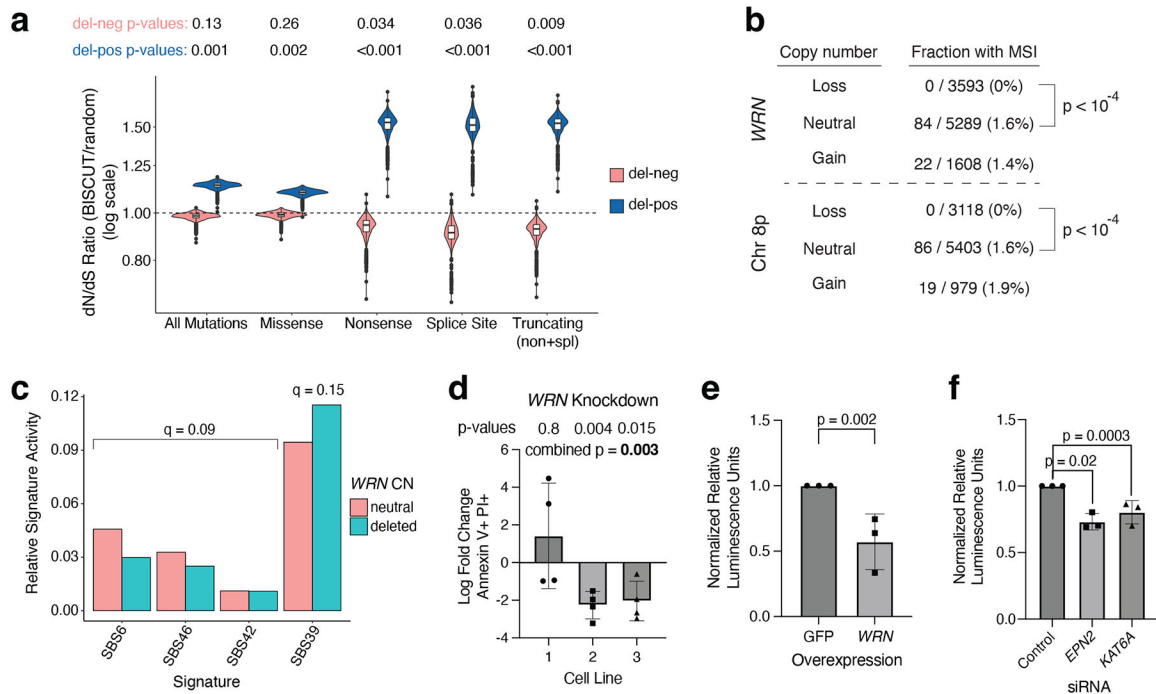 a
del-neg p-values: 0.13 0.26 0.034 0.036 0.009
del-pos p-values: 0.001 0.002 <0.001 <0.001 <0.001
dN/dS Ratio (BISCUT/random)
(log scale)
1.50
1.25
1.00
0.80
All Mutations Missense Nonsense Splice Site Truncating
(non+spl)
del-neg
del-pos
b
Copy number Fraction with MSI
WRN
Loss 0 / 3593 (0%)
Neutral 84 / 5289 (1.6%)
p < 10-4
Gain 22 / 1608 (1.4%)
Chr 8p
Loss 0 / 3118 (0%)
Neutral 86 / 5403 (1.6%)
p < 10-4
Gain 19 / 979 (1.9%)
c
Relative Signature Activity
0.12
0.09
0.06
0.03
0.00
q = 0.09
q = 0.15
WRN CN
neutral
deleted
SBS6 SBS46 SBS42 SBS39
Signature
d
WRN Knockdown
p-values 0.8 0.004 0.015
combined p = 0.003
Log Fold Change
Annexin V+ PI+
6
4
2
0
-2
-4
1 2 3
Cell Line
e
Normalized Relative
Luminescence Units
1.5
1.0
0.5
0.0
p = 0.002
GFP WRN
Overexpression
f
Normalized Relative
Luminescence Units
1.5
1.0
0.5
0.0
p = 0.0003
p = 0.02
Control EPN2 KAT6A
siRNA